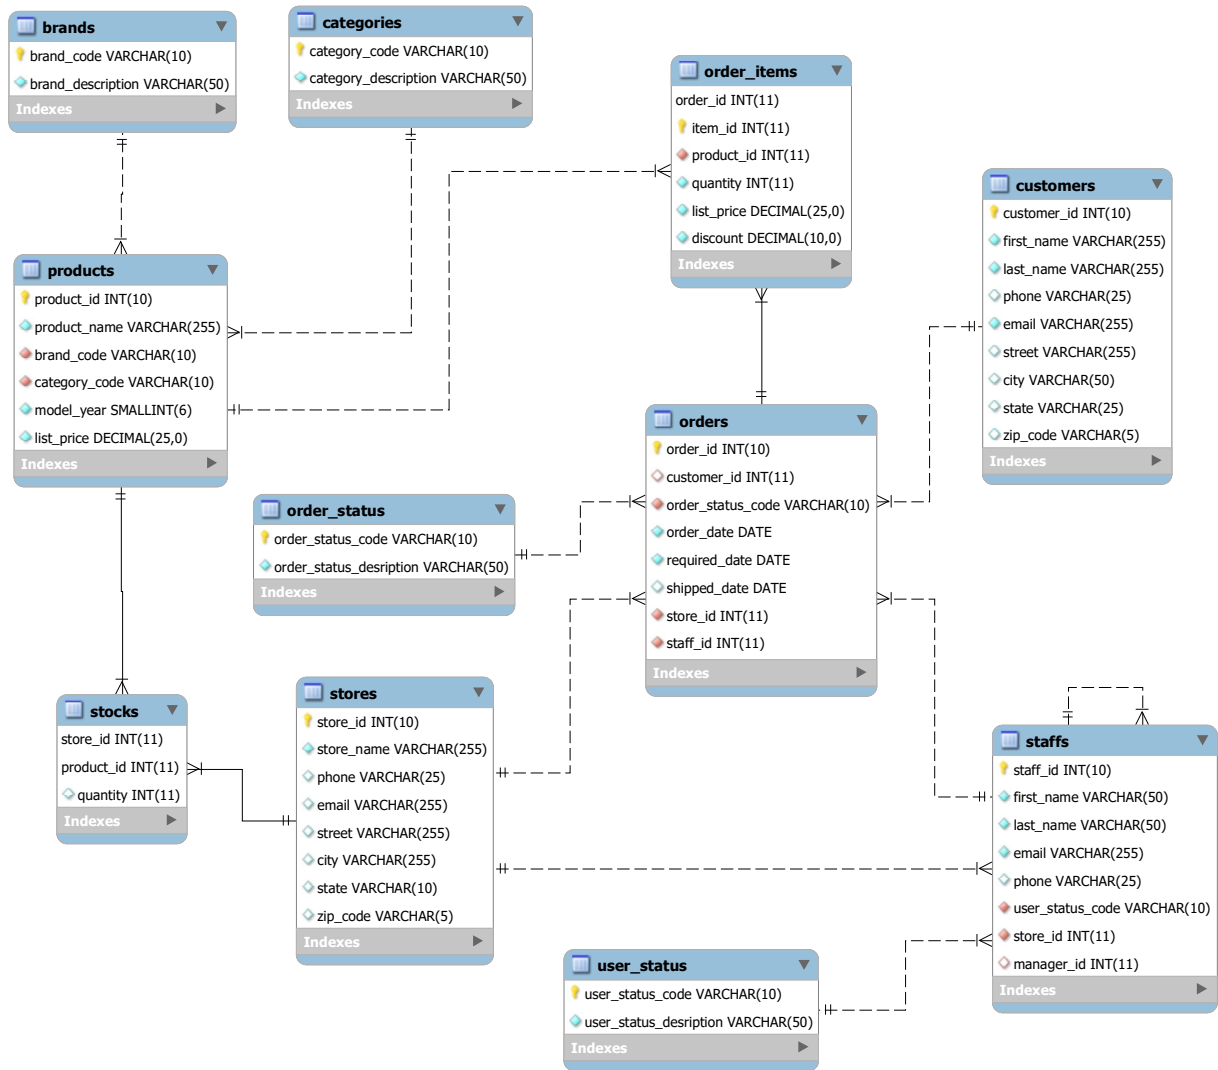 brands
brand_code VARCHAR(10)
brand_description VARCHAR(50)
Indexes
categories
category_code VARCHAR(10)
category_description VARCHAR(50)
Indexes
order_items
order_id INT(11)
item_id INT(11)
product_id INT(11)
quantity INT(11)
list_price DECIMAL(25,0)
discount DECIMAL(10,0)
Indexes
customers
customer_id INT(10)
first_name VARCHAR(255)
last_name VARCHAR(255)
phone VARCHAR(25)
email VARCHAR(255)
street VARCHAR(255)
city VARCHAR(50)
state VARCHAR(25)
zip_code VARCHAR(5)
Indexes
products
product_id INT(10)
product_name VARCHAR(255)
brand_code VARCHAR(10)
category_code VARCHAR(10)
model_year SMALLINT(6)
list_price DECIMAL(25,0)
Indexes
orders
order_id INT(10)
customer_id INT(11)
order_status_code VARCHAR(10)
order_date DATE
required_date DATE
shipped_date DATE
store_id INT(11)
staff_id INT(11)
Indexes
order_status
order_status_code VARCHAR(10)
order_status_desription VARCHAR(50)
Indexes
stocks
store_id INT(11)
product_id INT(11)
quantity INT(11)
Indexes
stores
store_id INT(10)
store_name VARCHAR(255)
phone VARCHAR(25)
email VARCHAR(255)
street VARCHAR(255)
city VARCHAR(255)
state VARCHAR(10)
zip_code VARCHAR(5)
Indexes
staffs
staff_id INT(10)
first_name VARCHAR(50)
last_name VARCHAR(50)
email VARCHAR(255)
phone VARCHAR(25)
user_status_code VARCHAR(10)
store_id INT(11)
manager_id INT(11)
Indexes
user_status
user_status_code VARCHAR(10)
user_status_desription VARCHAR(50)
Indexes